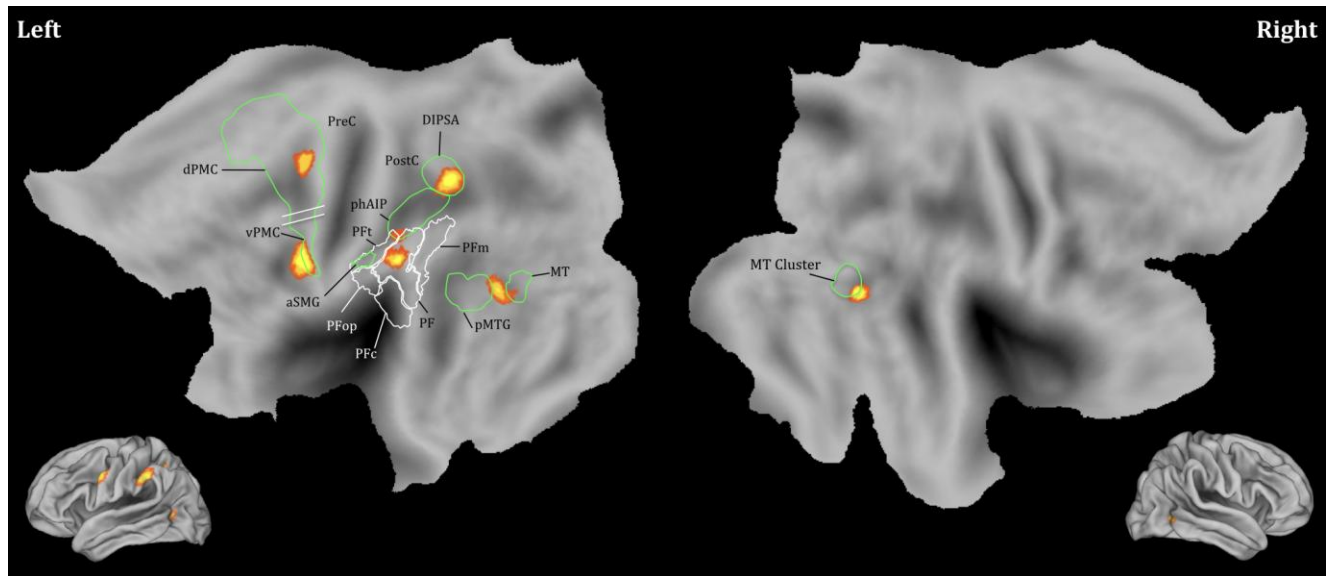 Left
Right
PreC
DIPSA
dPMC
PostC
phAIP
vPMC
PFt
PFm
MT Cluster
MT
aSMG
PFop
PF
pMTG
PFc